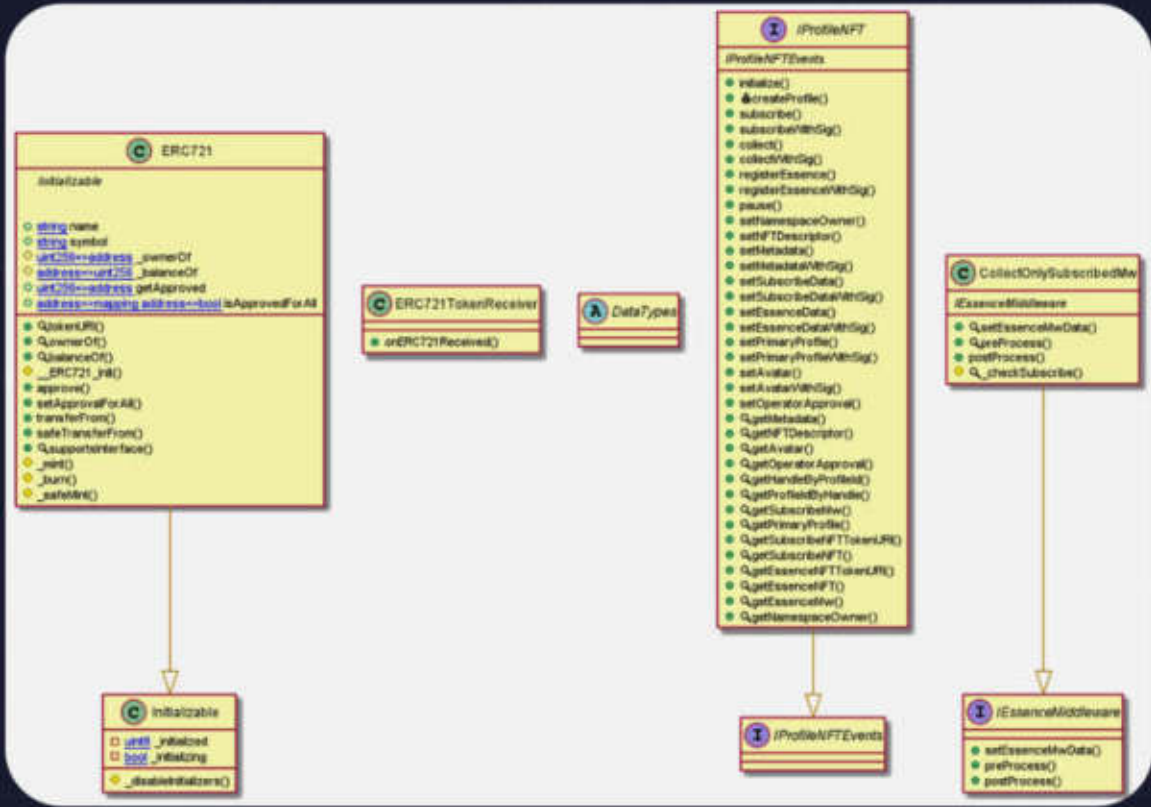 C ERC721
Initializable
string name
string symbol
uint256=>address _ownerOf
address=>uint256 _balanceOf
uint256=>address getApproved
address=>mapping address=>bool isApprovedForAll
tokenURI()
ownerOf()
balanceOf()
__ERC721_init()
approve()
setApprovalForAll()
transferFrom()
safeTransferFrom()
supportsInterface()
_mint()
_burn()
_safeMint()
C Initializable
uint8 _initialized
bool _initializing
_disableInitializers()
C ERC721TokenReceiver
onERC721Received()
A DataTypes
I IProfileNFT
IProfileNFTEvents
initialize()
createProfile()
subscribe()
subscribeWithSig()
collect()
collectWithSig()
registerEssence()
registerEssenceWithSig()
pause()
setNamespaceOwner()
setNFTDescriptor()
setMetadata()
setMetadataWithSig()
setSubscribeData()
setSubscribeDataWithSig()
setEssenceData()
setEssenceDataWithSig()
setPrimaryProfile()
setPrimaryProfileWithSig()
setAvatar()
setAvatarWithSig()
setOperatorApproval()
getMetadata()
getNFTDescriptor()
getAvatar()
getOperatorApproval()
getHandleByProfileId()
getProfileIdByHandle()
getSubscribeMw()
getPrimaryProfile()
getSubscribeNFTTokenURI()
getSubscribeNFT()
getEssenceNFTTokenURI()
getEssenceNFT()
getEssenceMw()
getNamespaceOwner()
I IProfileNFTEvents
C CollectOnlySubscribedMw
IEssenceMiddleware
setEssenceMwData()
preProcess()
postProcess()
_checkSubscribe()
I IEssenceMiddleware
setEssenceMwData()
preProcess()
postProcess()